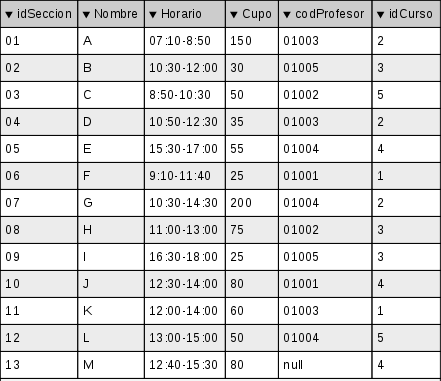 ▼ idSeccion ▼ Nombre ▼ Horario ▼ Cupo ▼ codProfesor ▼ idCurso
01 A 07:10-8:50 150 01003 2
02 B 10:30-12:00 30 01005 3
03 C 8:50-10:30 50 01002 5
04 D 10:50-12:30 35 01003 2
05 E 15:30-17:00 55 01004 4
06 F 9:10-11:40 25 01001 1
07 G 10:30-14:30 200 01004 2
08 H 11:00-13:00 75 01002 3
09 I 16:30-18:00 25 01005 3
10 J 12:30-14:00 80 01001 4
11 K 12:00-14:00 60 01003 1
12 L 13:00-15:00 50 01004 5
13 M 12:40-15:30 80 null 4